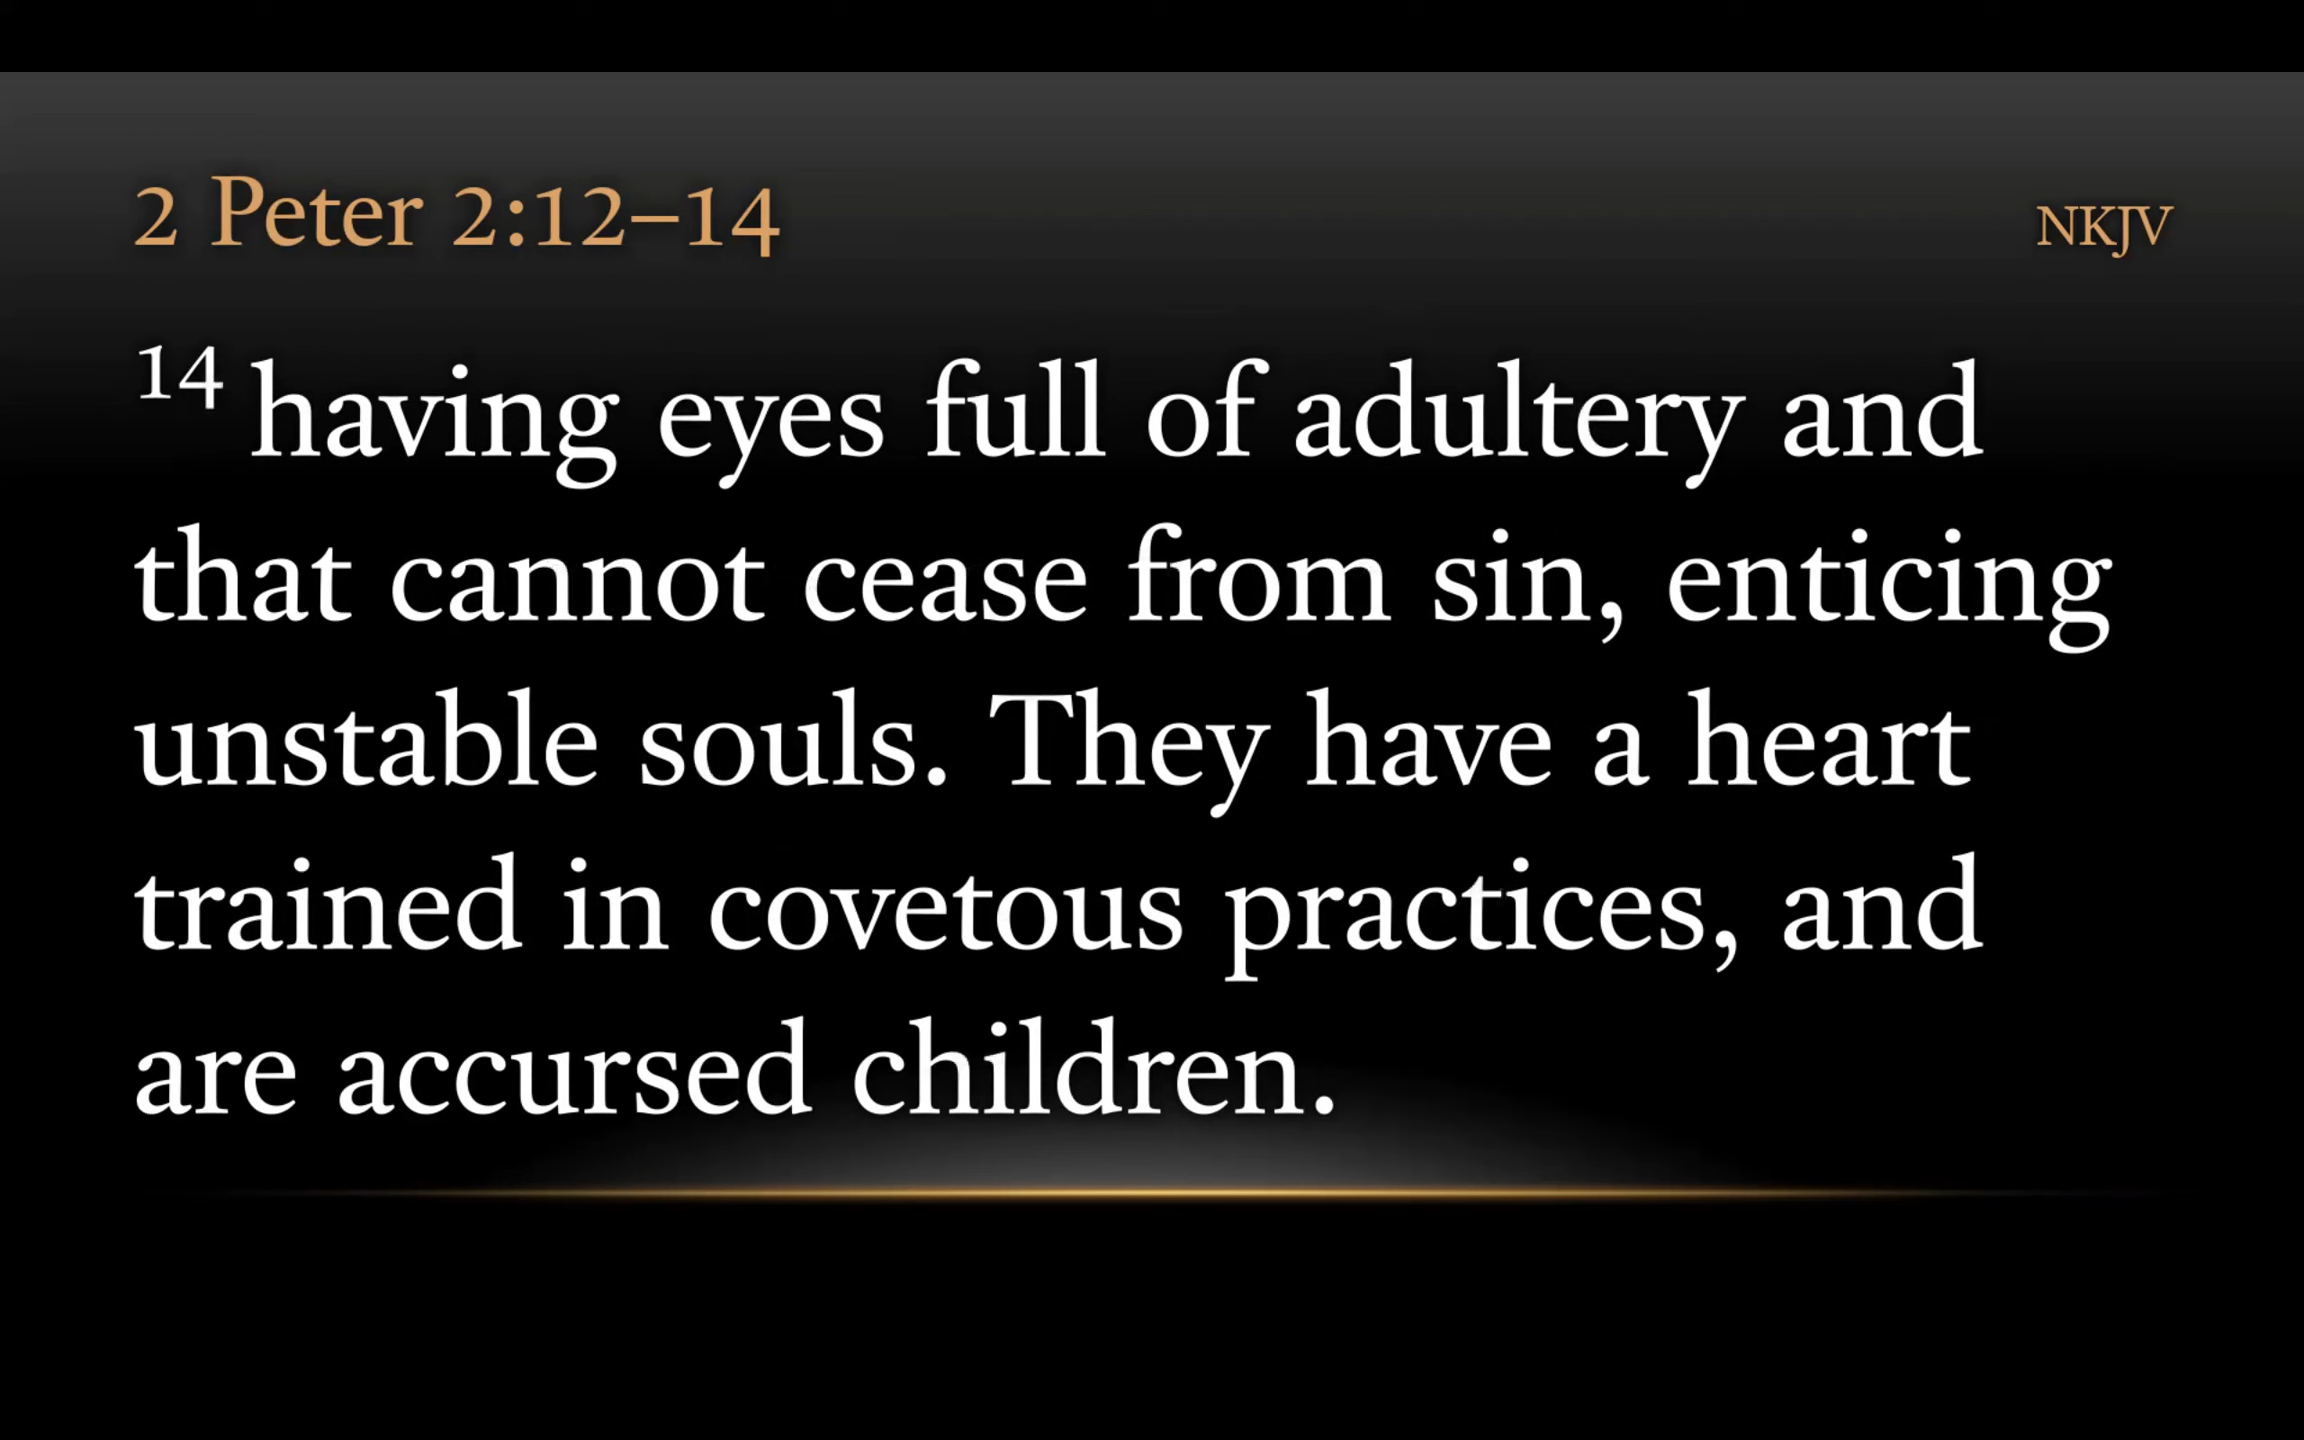 2 Peter 2:12–14
NKJV
14 having eyes full of adultery and
that cannot cease from sin, enticing
unstable souls. They have a heart
trained in covetous practices, and
are accursed children.